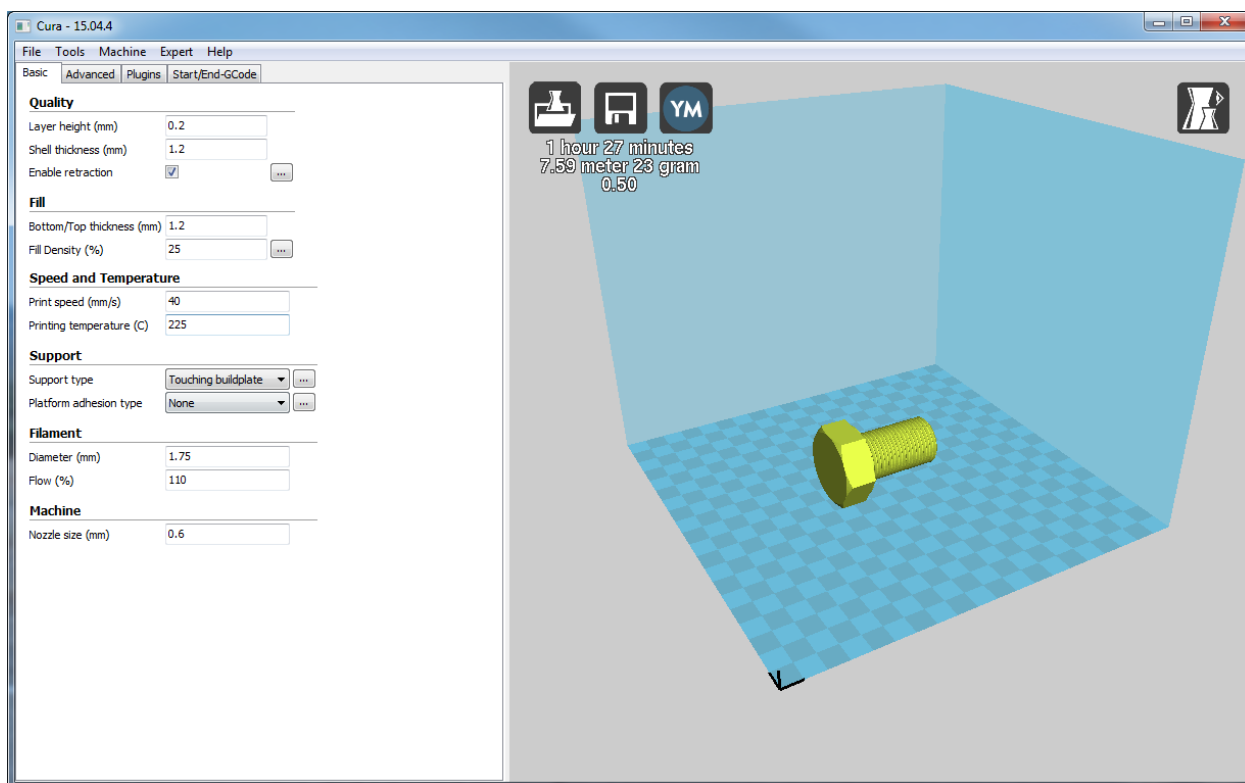 Cura - 15.04.4
File Tools Machine Expert Help
Basic Advanced Plugins Start/End-GCode
Quality
Layer height (mm) 0.2
Shell thickness (mm) 1.2
Enable retraction ...
Fill
Bottom/Top thickness (mm) 1.2
Fill Density (%) 25 ...
Speed and Temperature
Print speed (mm/s) 40
Printing temperature (C) 225
Support
Support type Touching buildplate ...
Platform adhesion type None ...
Filament
Diameter (mm) 1.75
Flow (%) 110
Machine
Nozzle size (mm) 0.6
YM
1 hour 27 minutes
7.59 meter 23 gram
0.50